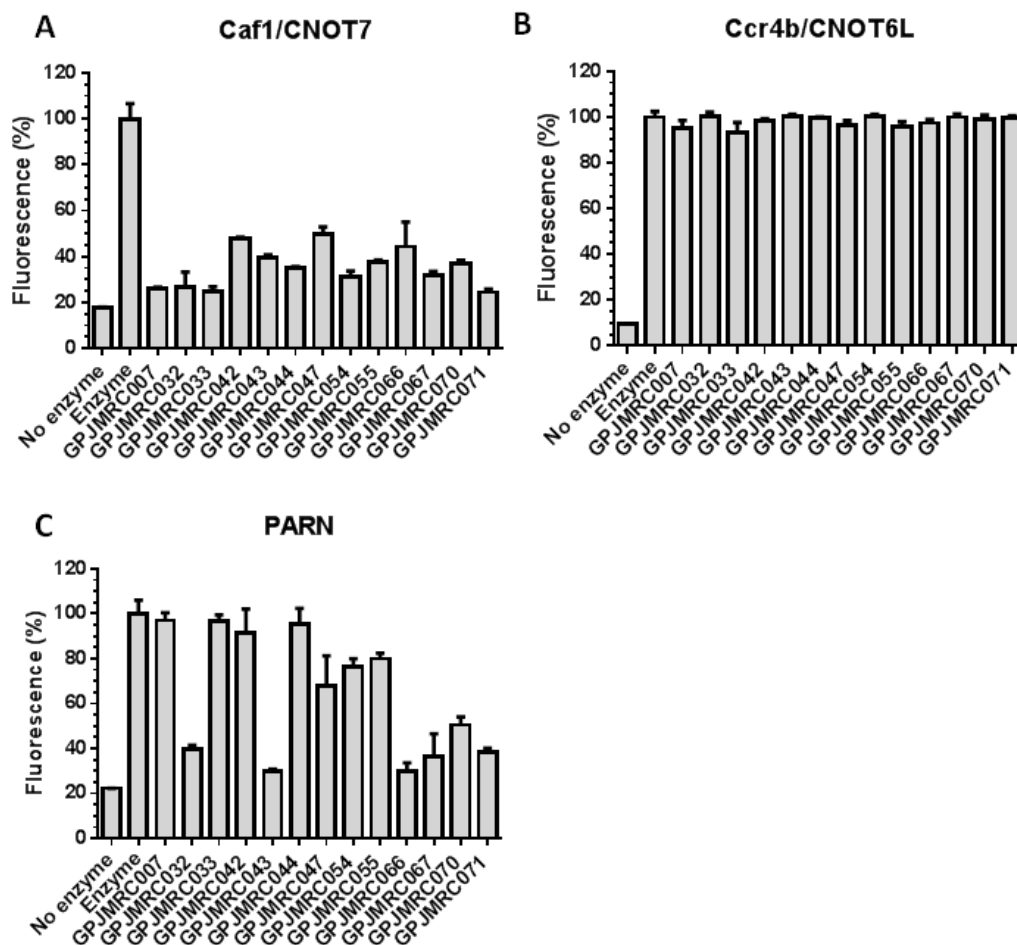 A
Caf1/CNOT7
Fluorescence (%)
120
100
80
60
40
20
0
No enzyme
Enzyme
GPJMRC007
GPJMRC032
GPJMRC033
GPJMRC042
GPJMRC043
GPJMRC044
GPJMRC047
GPJMRC054
GPJMRC055
GPJMRC066
GPJMRC067
GPJMRC070
GPJMRC071
B
Ccr4b/CNOT6L
Fluorescence (%)
120
100
80
60
40
20
0
No enzyme
Enzyme
GPJMRC007
GPJMRC032
GPJMRC033
GPJMRC042
GPJMRC043
GPJMRC044
GPJMRC047
GPJMRC054
GPJMRC055
GPJMRC066
GPJMRC067
GPJMRC070
GPJMRC071
C
PARN
Fluorescence (%)
120
100
80
60
40
20
0
No enzyme
Enzyme
GPJMRC007
GPJMRC032
GPJMRC033
GPJMRC042
GPJMRC043
GPJMRC044
GPJMRC047
GPJMRC054
GPJMRC055
GPJMRC066
GPJMRC067
GPJMRC070
GPJMRC071